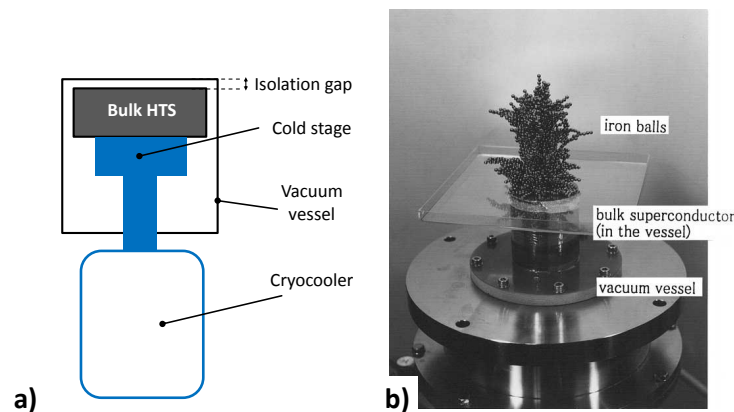 Isolation gap
Bulk HTS
Cold stage
Vacuum
vessel
Cryocooler
a)
iron balls
bulk superconductor
(in the vessel)
vacuum vessel
b)